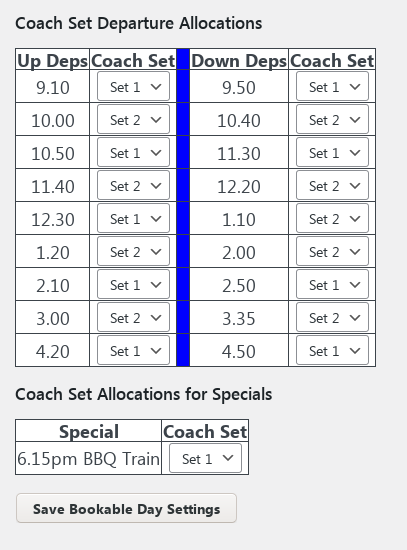 Coach Set Departure Allocations
Up Deps Coach Set Down Deps Coach Set
9.10 Set 1 9.50 Set 1
10.00 Set 2 10.40 Set 2
10.50 Set 1 11.30 Set 1
11.40 Set 2 12.20 Set 2
12.30 Set 1 1.10 Set 2
1.20 Set 2 2.00 Set 2
2.10 Set 1 2.50 Set 1
3.00 Set 2 3.35 Set 2
4.20 Set 1 4.50 Set 1
Coach Set Allocations for Specials
Special Coach Set
6.15pm BBQ Train Set 1
Save Bookable Day Settings